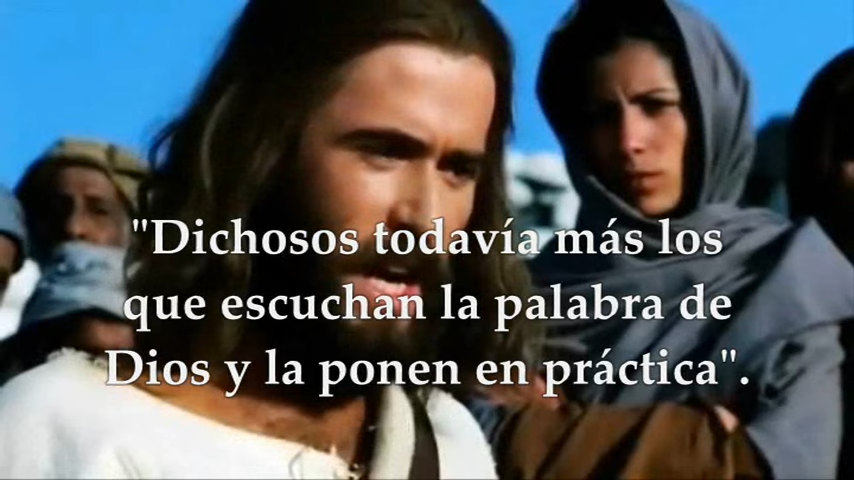 "Dichosos todavía más los
que escuchan la palabra de
Dios y la ponen en práctica".